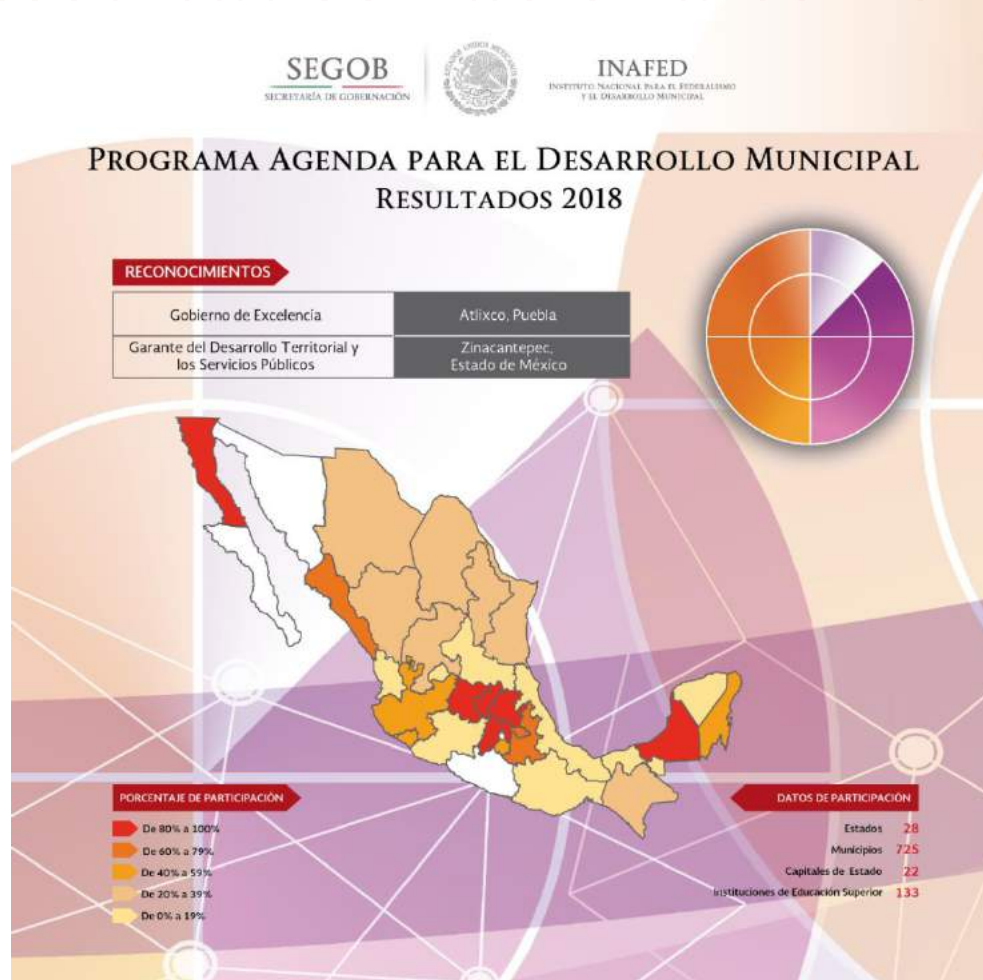 SEGOB
SECRETARÍA DE GOBERNACIÓN
ESTADOS UNIDOS MEXICANOS
INAFED
INSTITUTO NACIONAL PARA EL FEDERALISMO
Y EL DESARROLLO MUNICIPAL
PROGRAMA AGENDA PARA EL DESARROLLO MUNICIPAL
RESULTADOS 2018
RECONOCIMIENTOS
Gobierno de Excelencia
Atlixco, Puebla
Garante del Desarrollo Territorial y
los Servicios Públicos
Zinacantepec,
Estado de México
PORCENTAJE DE PARTICIPACIÓN
De 80% a 100%
De 60% a 79%
De 40% a 59%
De 20% a 39%
De 0% a 19%
DATOS DE PARTICIPACIÓN
Estados 28
Municipios 725
Capitales de Estado 22
Instituciones de Educación Superior 133